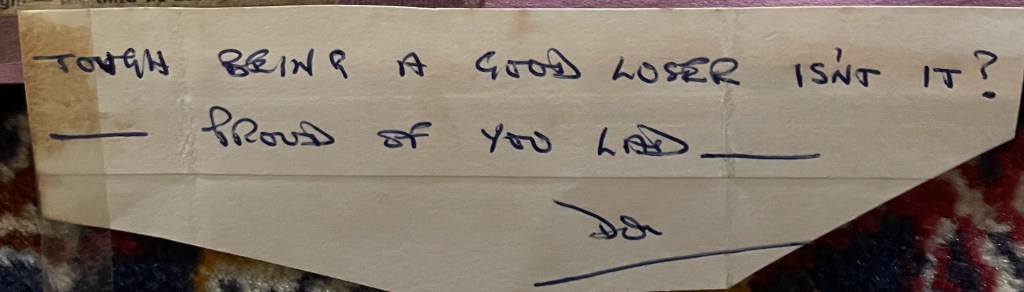 TOUGH BEING A GOOD LOSER ISN'T IT?
— PROUD OF YOU LAD —